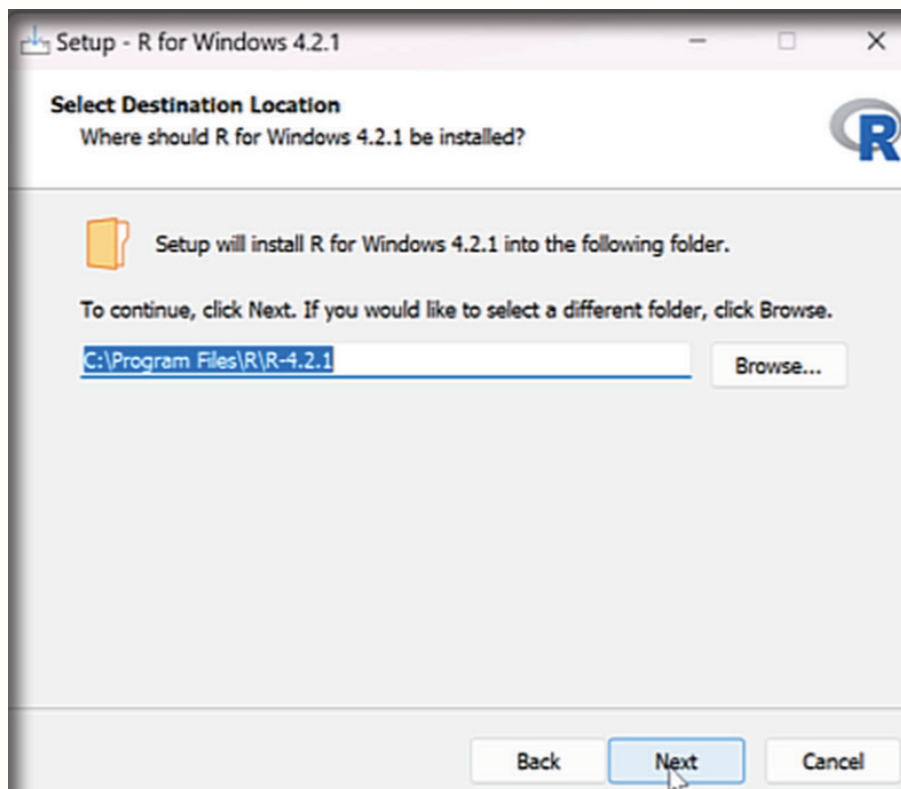 Setup - R for Windows 4.2.1
Select Destination Location
Where should R for Windows 4.2.1 be installed?
R
Setup will install R for Windows 4.2.1 into the following folder.
To continue, click Next. If you would like to select a different folder, click Browse.
C:\Program Files\R\R-4.2.1
Browse...
Back Next Cancel